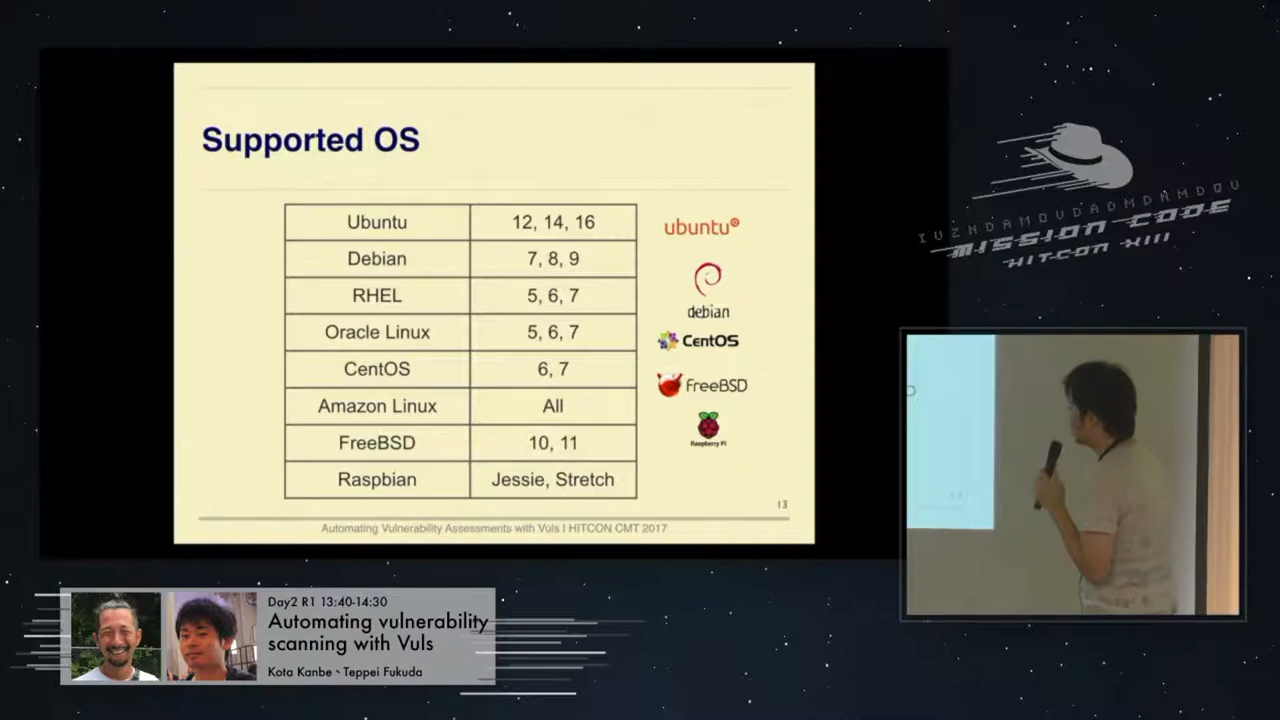 Supported OS
Ubuntu 12, 14, 16
Debian 7, 8, 9
RHEL 5, 6, 7
Oracle Linux 5, 6, 7
CentOS 6, 7
Amazon Linux All
FreeBSD 10, 11
Raspbian Jessie, Stretch
ubuntu
debian
CentOS
FreeBSD
Raspberry Pi
13
Automating Vulnerability Assessments with Vuls I HITCON CMT 2017
MISSION CODE
HITCON XIII
Day2 R1 13:40-14:30
Automating vulnerability
scanning with Vuls
Kota Kanbe、Teppei Fukuda